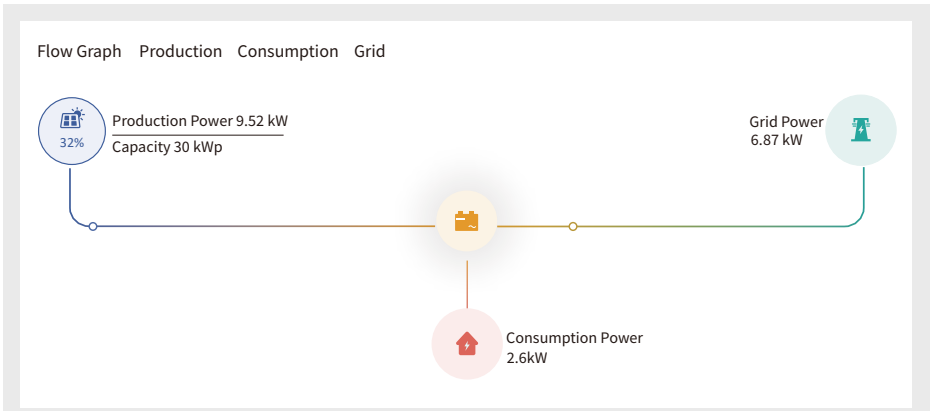 Flow Graph Production Consumption Grid
32%
Production Power 9.52 kW
Capacity 30 kWp
Grid Power
6.87 kW
Consumption Power
2.6kW